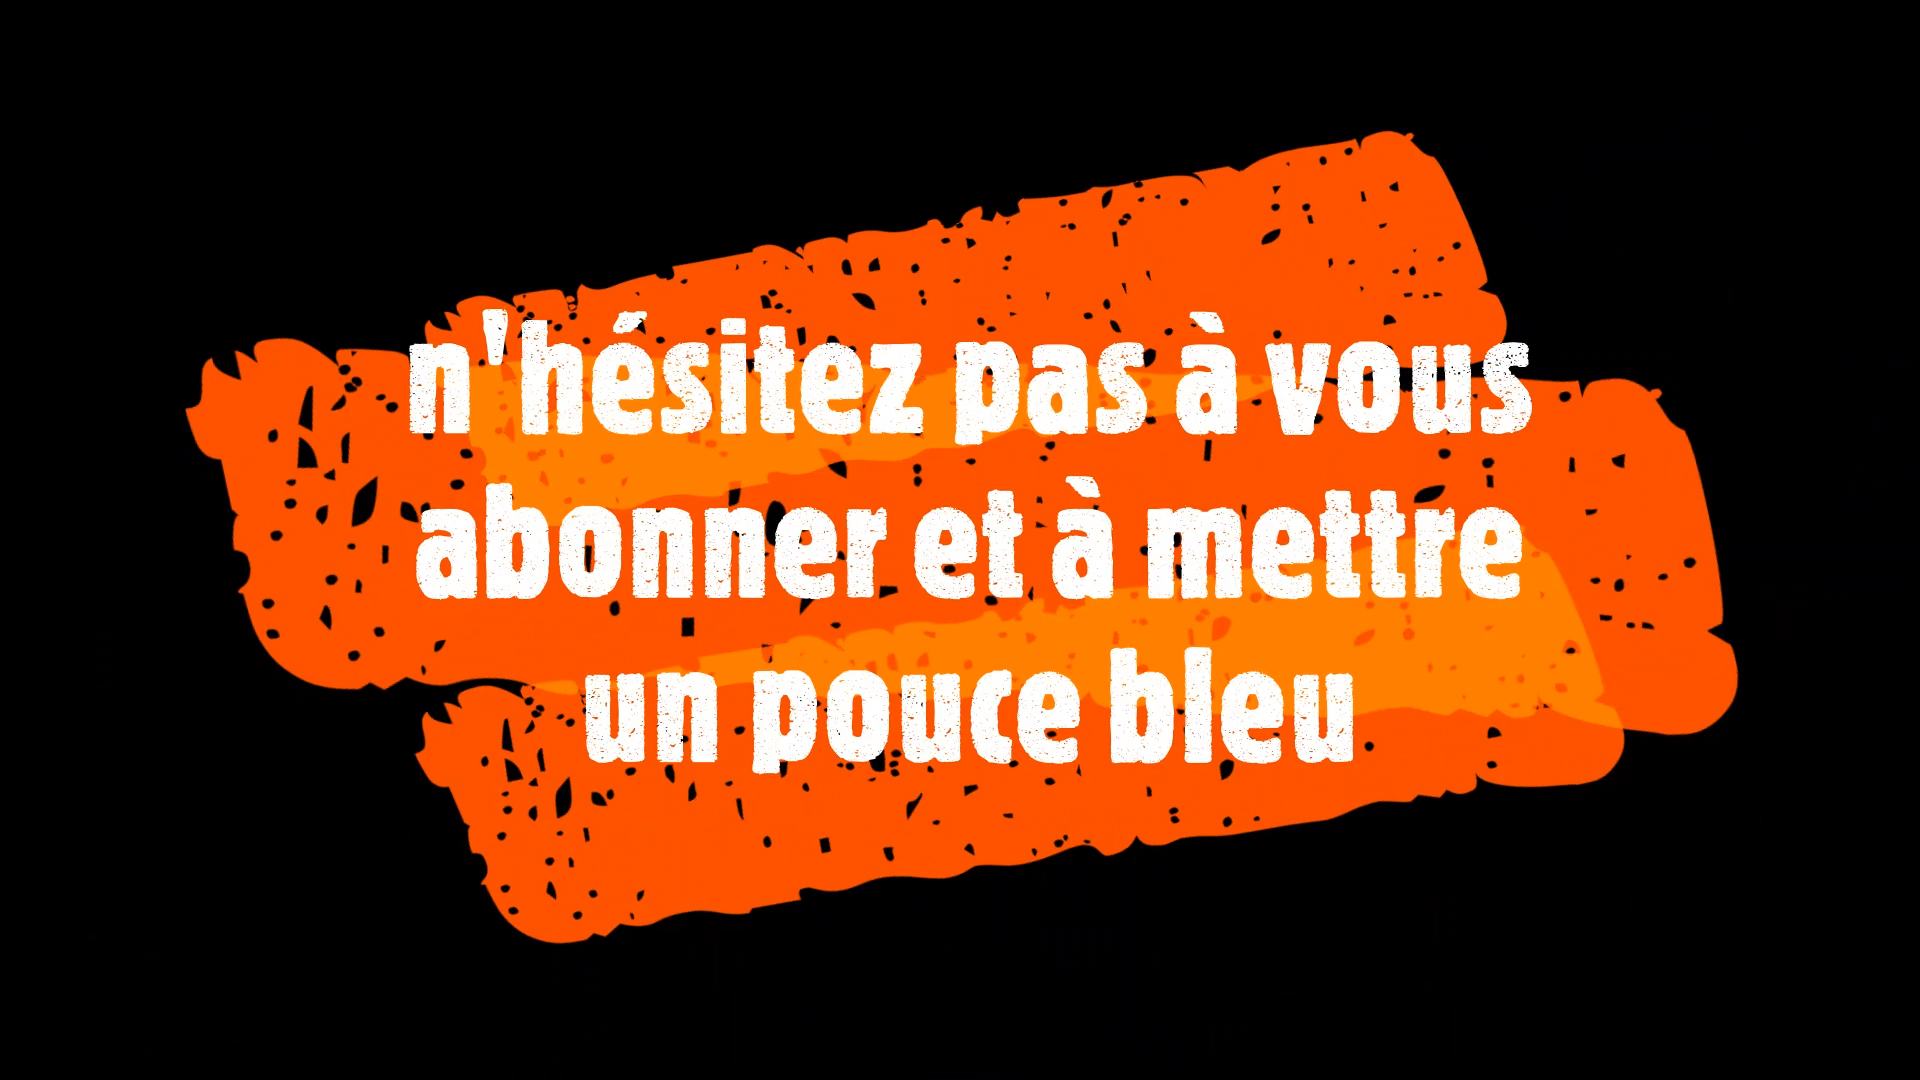 n'hésitez pas à vous
abonner et à mettre
un pouce bleu